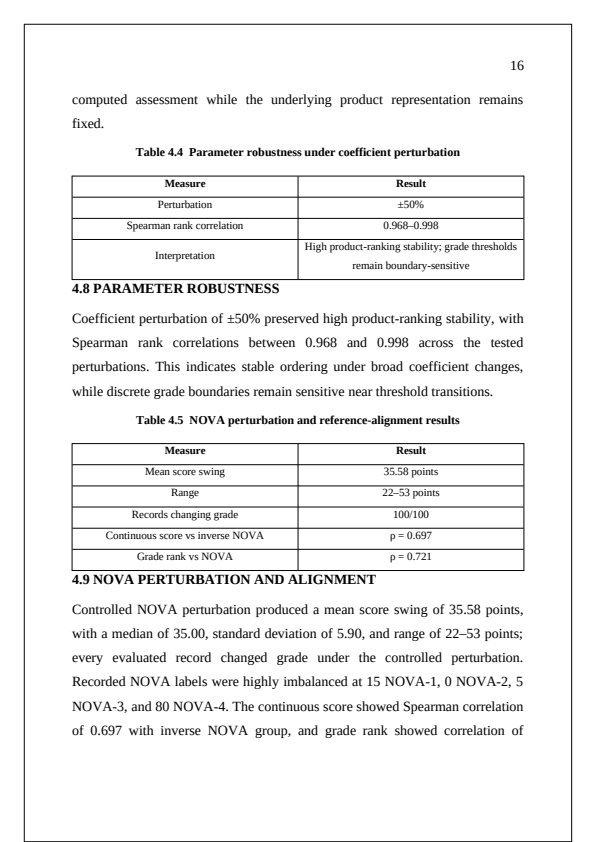 16
computed assessment while the underlying product representation remains
fixed.
Table 4.4 Parameter robustness under coefficient perturbation
Measure Result
Perturbation ±50%
Spearman rank correlation 0.968–0.998
Interpretation High product-ranking stability; grade thresholds
remain boundary-sensitive
4.8 PARAMETER ROBUSTNESS
Coefficient perturbation of ±50% preserved high product-ranking stability, with
Spearman rank correlations between 0.968 and 0.998 across the tested
perturbations. This indicates stable ordering under broad coefficient changes,
while discrete grade boundaries remain sensitive near threshold transitions.
Table 4.5 NOVA perturbation and reference-alignment results
Measure Result
Mean score swing 35.58 points
Range 22–53 points
Records changing grade 100/100
Continuous score vs inverse NOVA ρ = 0.697
Grade rank vs NOVA ρ = 0.721
4.9 NOVA PERTURBATION AND ALIGNMENT
Controlled NOVA perturbation produced a mean score swing of 35.58 points,
with a median of 35.00, standard deviation of 5.90, and range of 22–53 points;
every evaluated record changed grade under the controlled perturbation.
Recorded NOVA labels were highly imbalanced at 15 NOVA-1, 0 NOVA-2, 5
NOVA-3, and 80 NOVA-4. The continuous score showed Spearman correlation
of 0.697 with inverse NOVA group, and grade rank showed correlation of